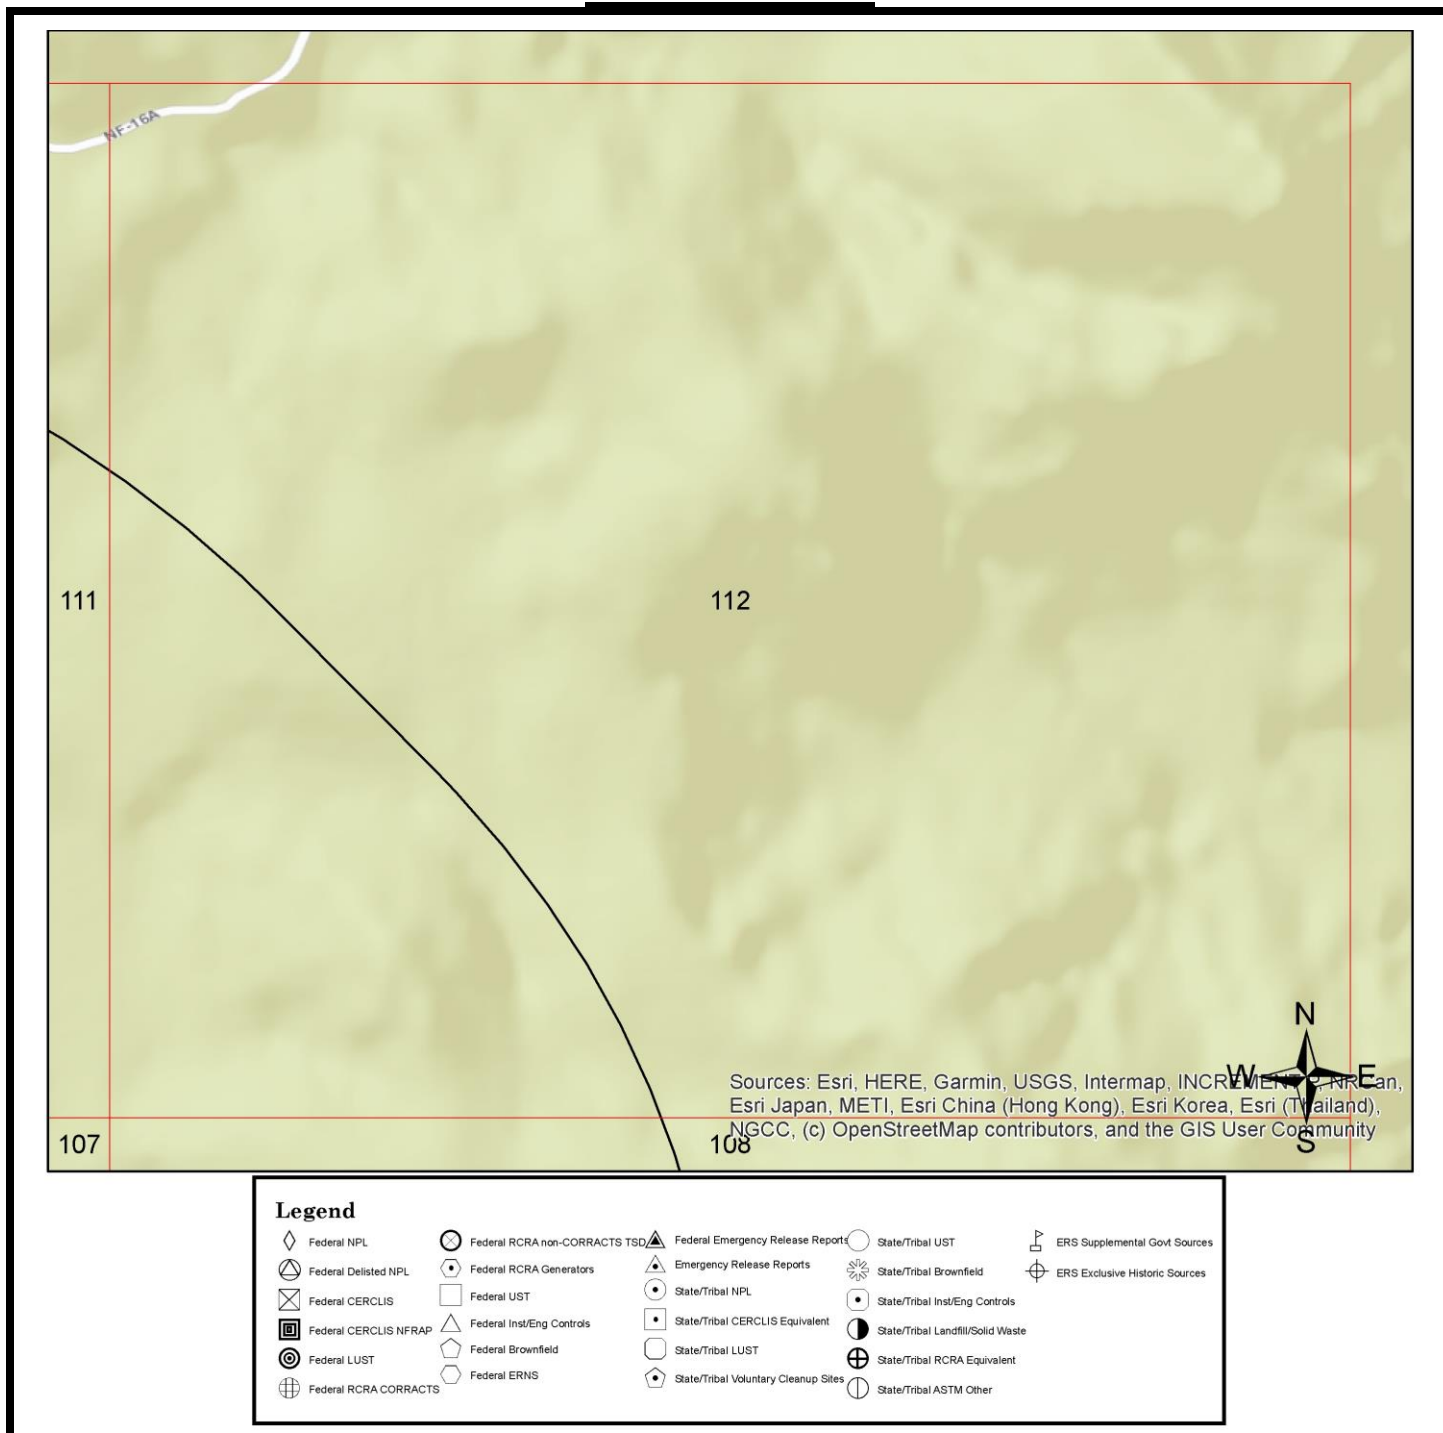 NF-16A
111
112
N
W E
S
Sources: Esri, HERE, Garmin, USGS, Intermap, INCREMENT P, NRCan,
Esri Japan, METI, Esri China (Hong Kong), Esri Korea, Esri (Thailand),
NGCC, (c) OpenStreetMap contributors, and the GIS User Community
107
108
Legend
Federal NPL
Federal Delisted NPL
Federal CERCLIS
Federal CERCLIS NFRAP
Federal LUST
Federal RCRA CORRACTS
Federal RCRA non-CORRACTS TSD
Federal RCRA Generators
Federal UST
Federal Inst/Eng Controls
Federal Brownfield
Federal ERNS
Federal Emergency Release Reports
Emergency Release Reports
State/Tribal NPL
State/Tribal CERCLIS Equivalent
State/Tribal LUST
State/Tribal Voluntary Cleanup Sites
State/Tribal UST
State/Tribal Brownfield
State/Tribal Inst/Eng Controls
State/Tribal Landfill/Solid Waste
State/Tribal RCRA Equivalent
State/Tribal ASTM Other
ERS Supplemental Govt Sources
ERS Exclusive Historic Sources